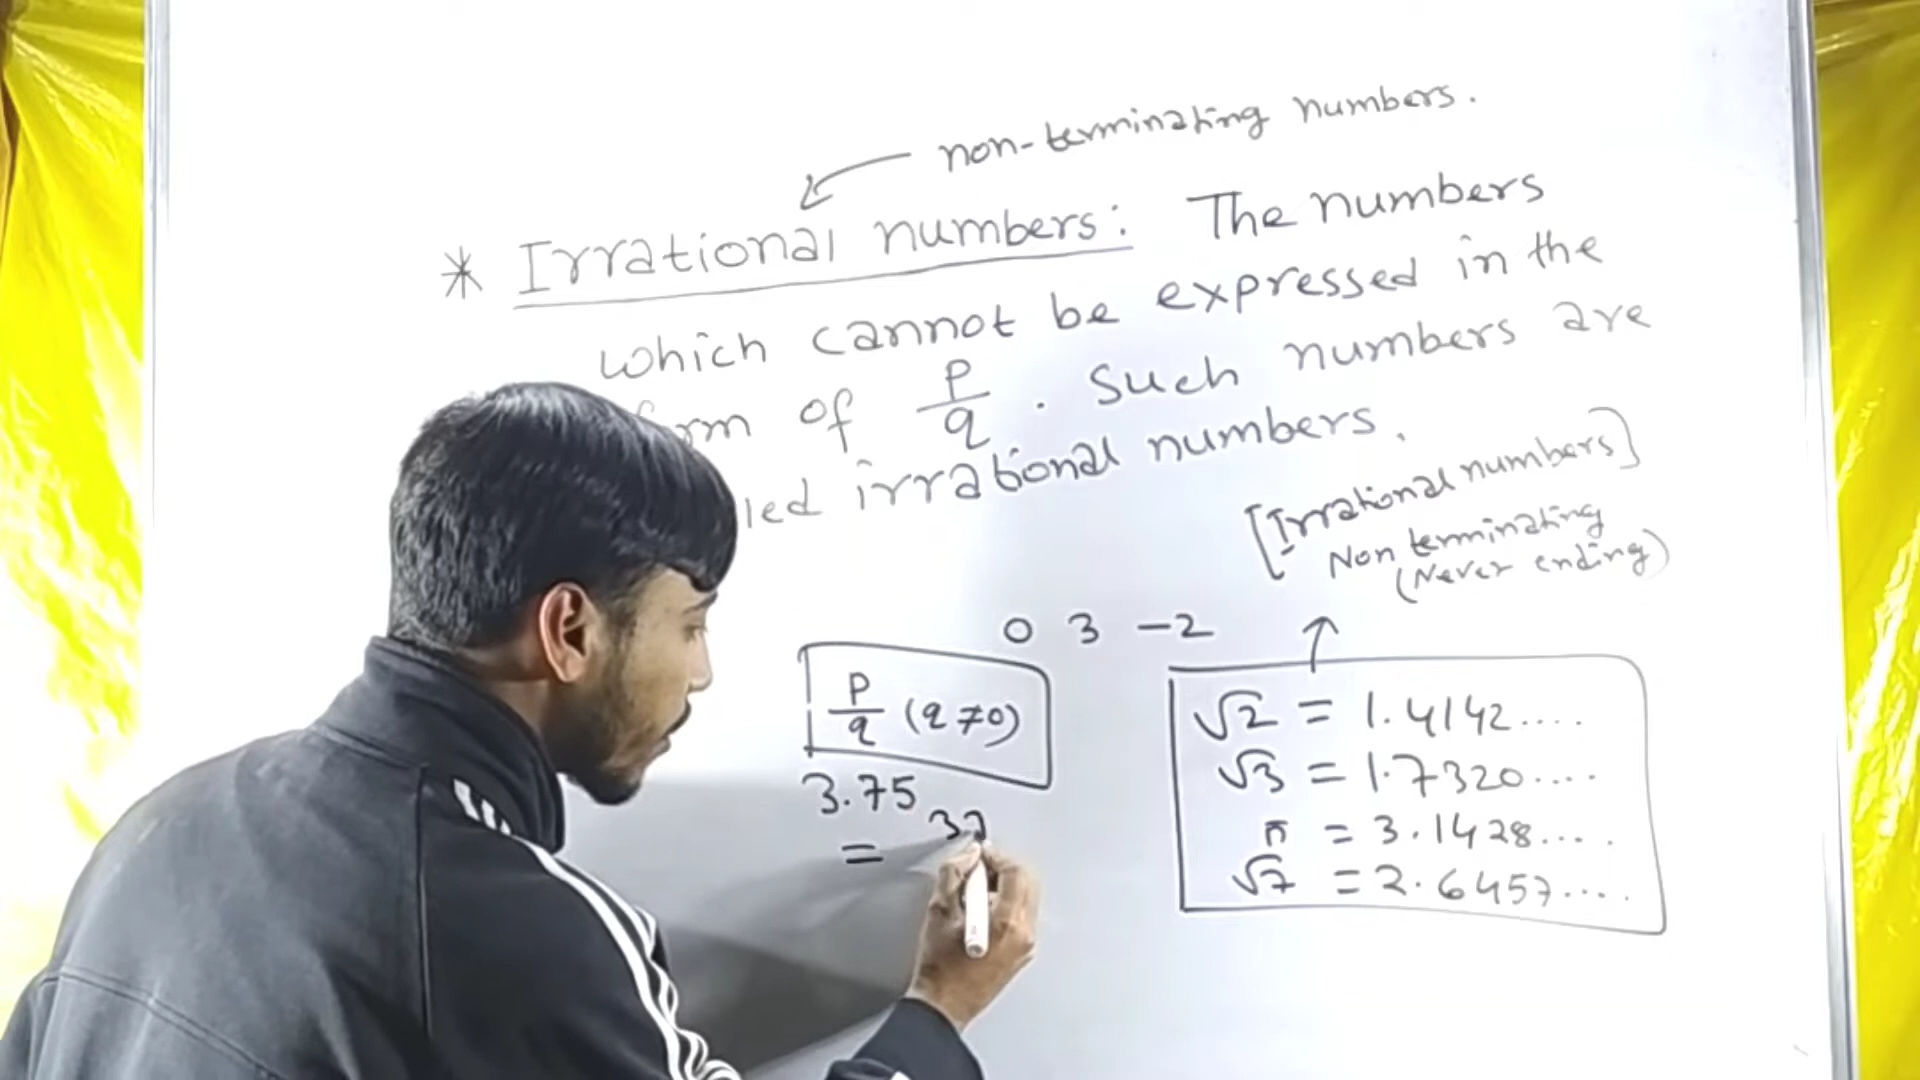 non-terminating numbers.
* Irrational numbers: The numbers
which cannot be expressed in the
of p/q. Such numbers are
irrational numbers.
[Irrational numbers]
Non terminating
(Never ending)
0 3 -2
p/q (q≠0)
3.75
=
√2 = 1.4142....
√3 = 1.7320....
π = 3.1428....
√7 = 2.6457....